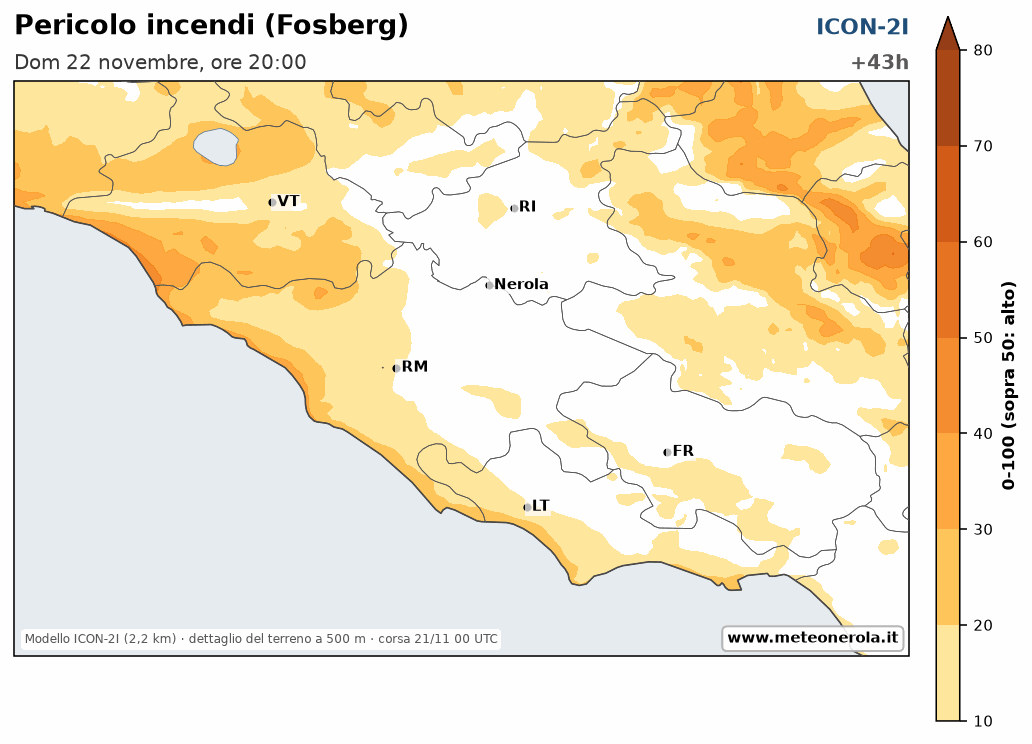 Pericolo incendi (Fosberg)
ICON-2I
Dom 22 novembre, ore 20:00
+43h
80
70
60
50
40
30
20
10
0-100 (sopra 50: alto)
VT
RI
Nerola
RM
FR
LT
Modello ICON-2I (2,2 km) · dettaglio del terreno a 500 m · corsa 21/11 00 UTC
www.meteonerola.it